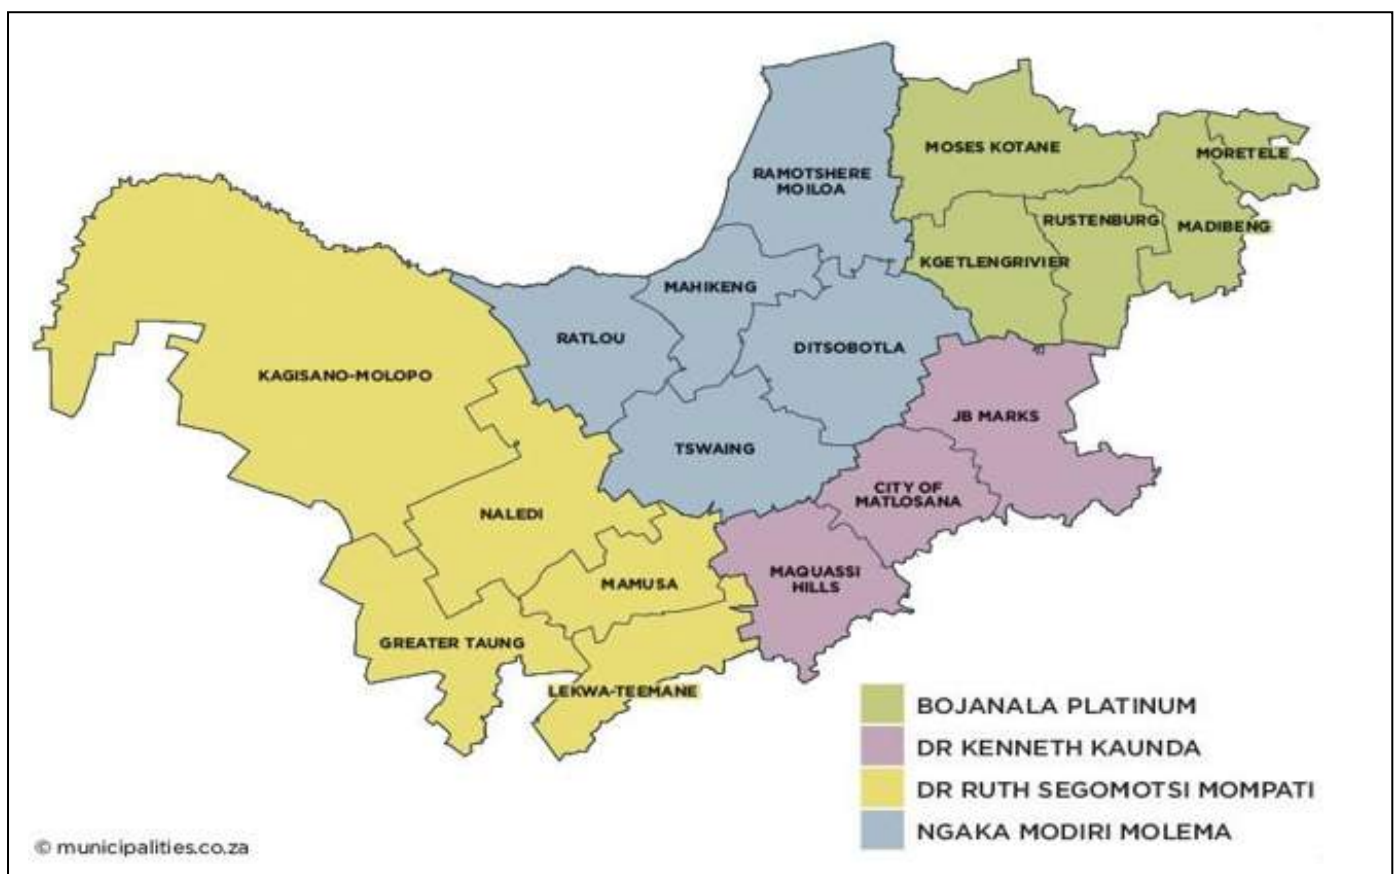 MOSES KOTANE
MORETELE
RAMOTSHERE
MOILOA
RUSTENBURG
MADIBENG
KGETLENGRIVIER
MAHIKENG
RATLOU
DITSOBOTLA
KAGISANO-MOLOPO
JB MARKS
TSWAING
CITY OF
MATLOSANA
NALEDI
MAQUASSI
HILLS
MAMUSA
GREATER TAUNG
LEKWA-TEEMANE
BOJANALA PLATINUM
DR KENNETH KAUNDA
DR RUTH SEGOMOTSI MOMPATI
NGAKA MODIRI MOLEMA
© municipalities.co.za